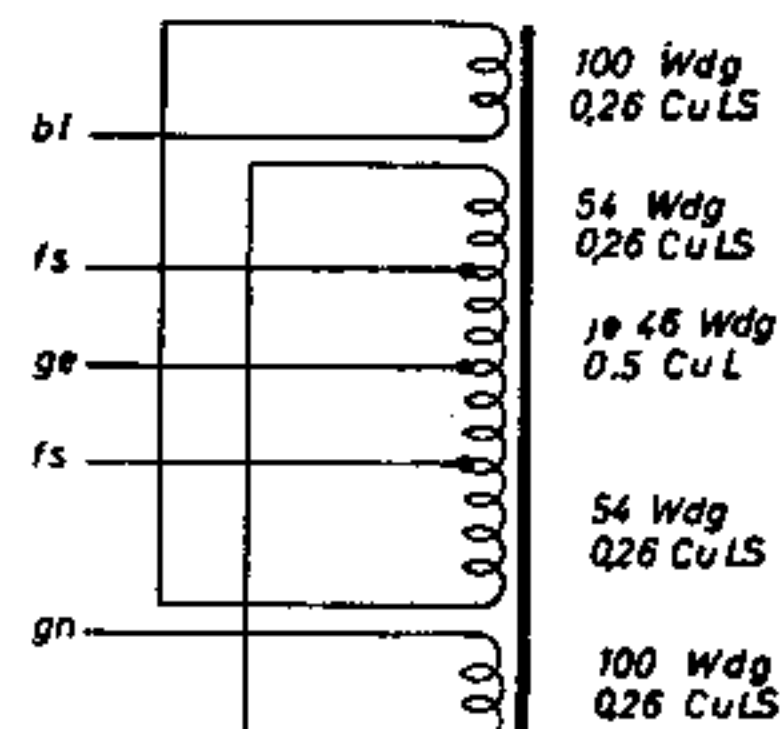 100 Wdg
0,26 CuLS
bl
54 Wdg
0,26 CuLS
fs
je 46 Wdg
0.5 CuL
ge
fs
54 Wdg
0,26 CuLS
gn
100 Wdg
0,26 CuLS